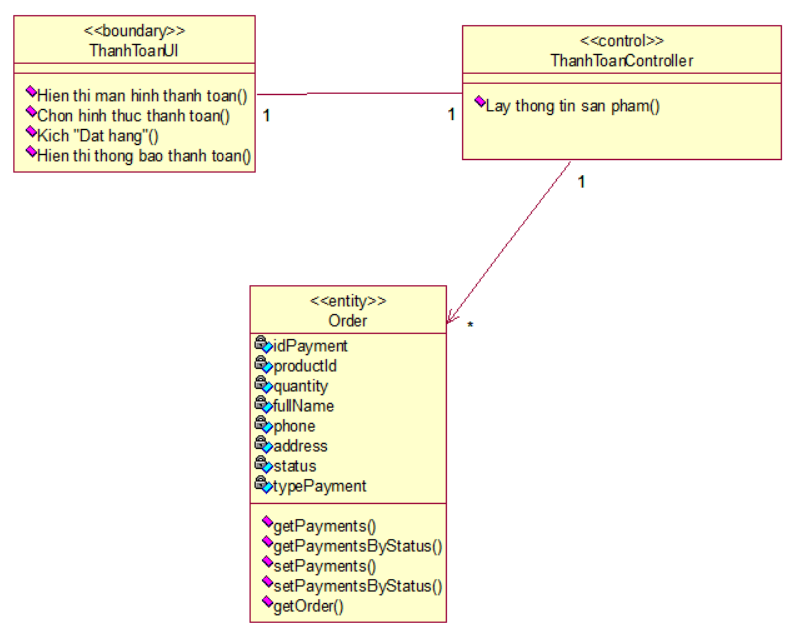 <<boundary>>
ThanhToanUI
Hien thi man hinh thanh toan()
Chon hinh thuc thanh toan()
Kich "Dat hang"()
Hien thi thong bao thanh toan()
1
1
<<control>>
ThanhToanController
Lay thong tin san pham()
1
*
<<entity>>
Order
idPayment
productId
quantity
fullName
phone
address
status
typePayment
getPayments()
getPaymentsByStatus()
setPayments()
setPaymentsByStatus()
getOrder()